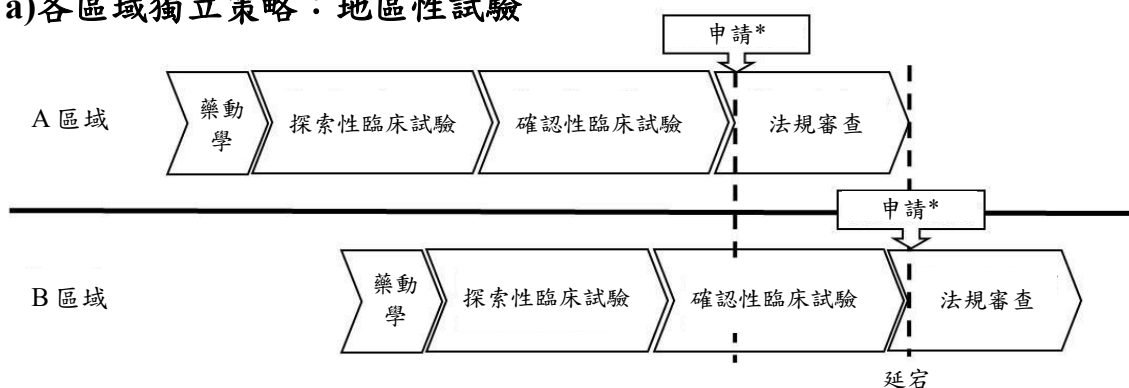 a)各區域獨立策略：地區性試驗
申請*
A 區域
藥動
學
探索性臨床試驗
確認性臨床試驗
法規審查
申請*
B 區域
藥動
學
探索性臨床試驗
確認性臨床試驗
法規審查
延宕